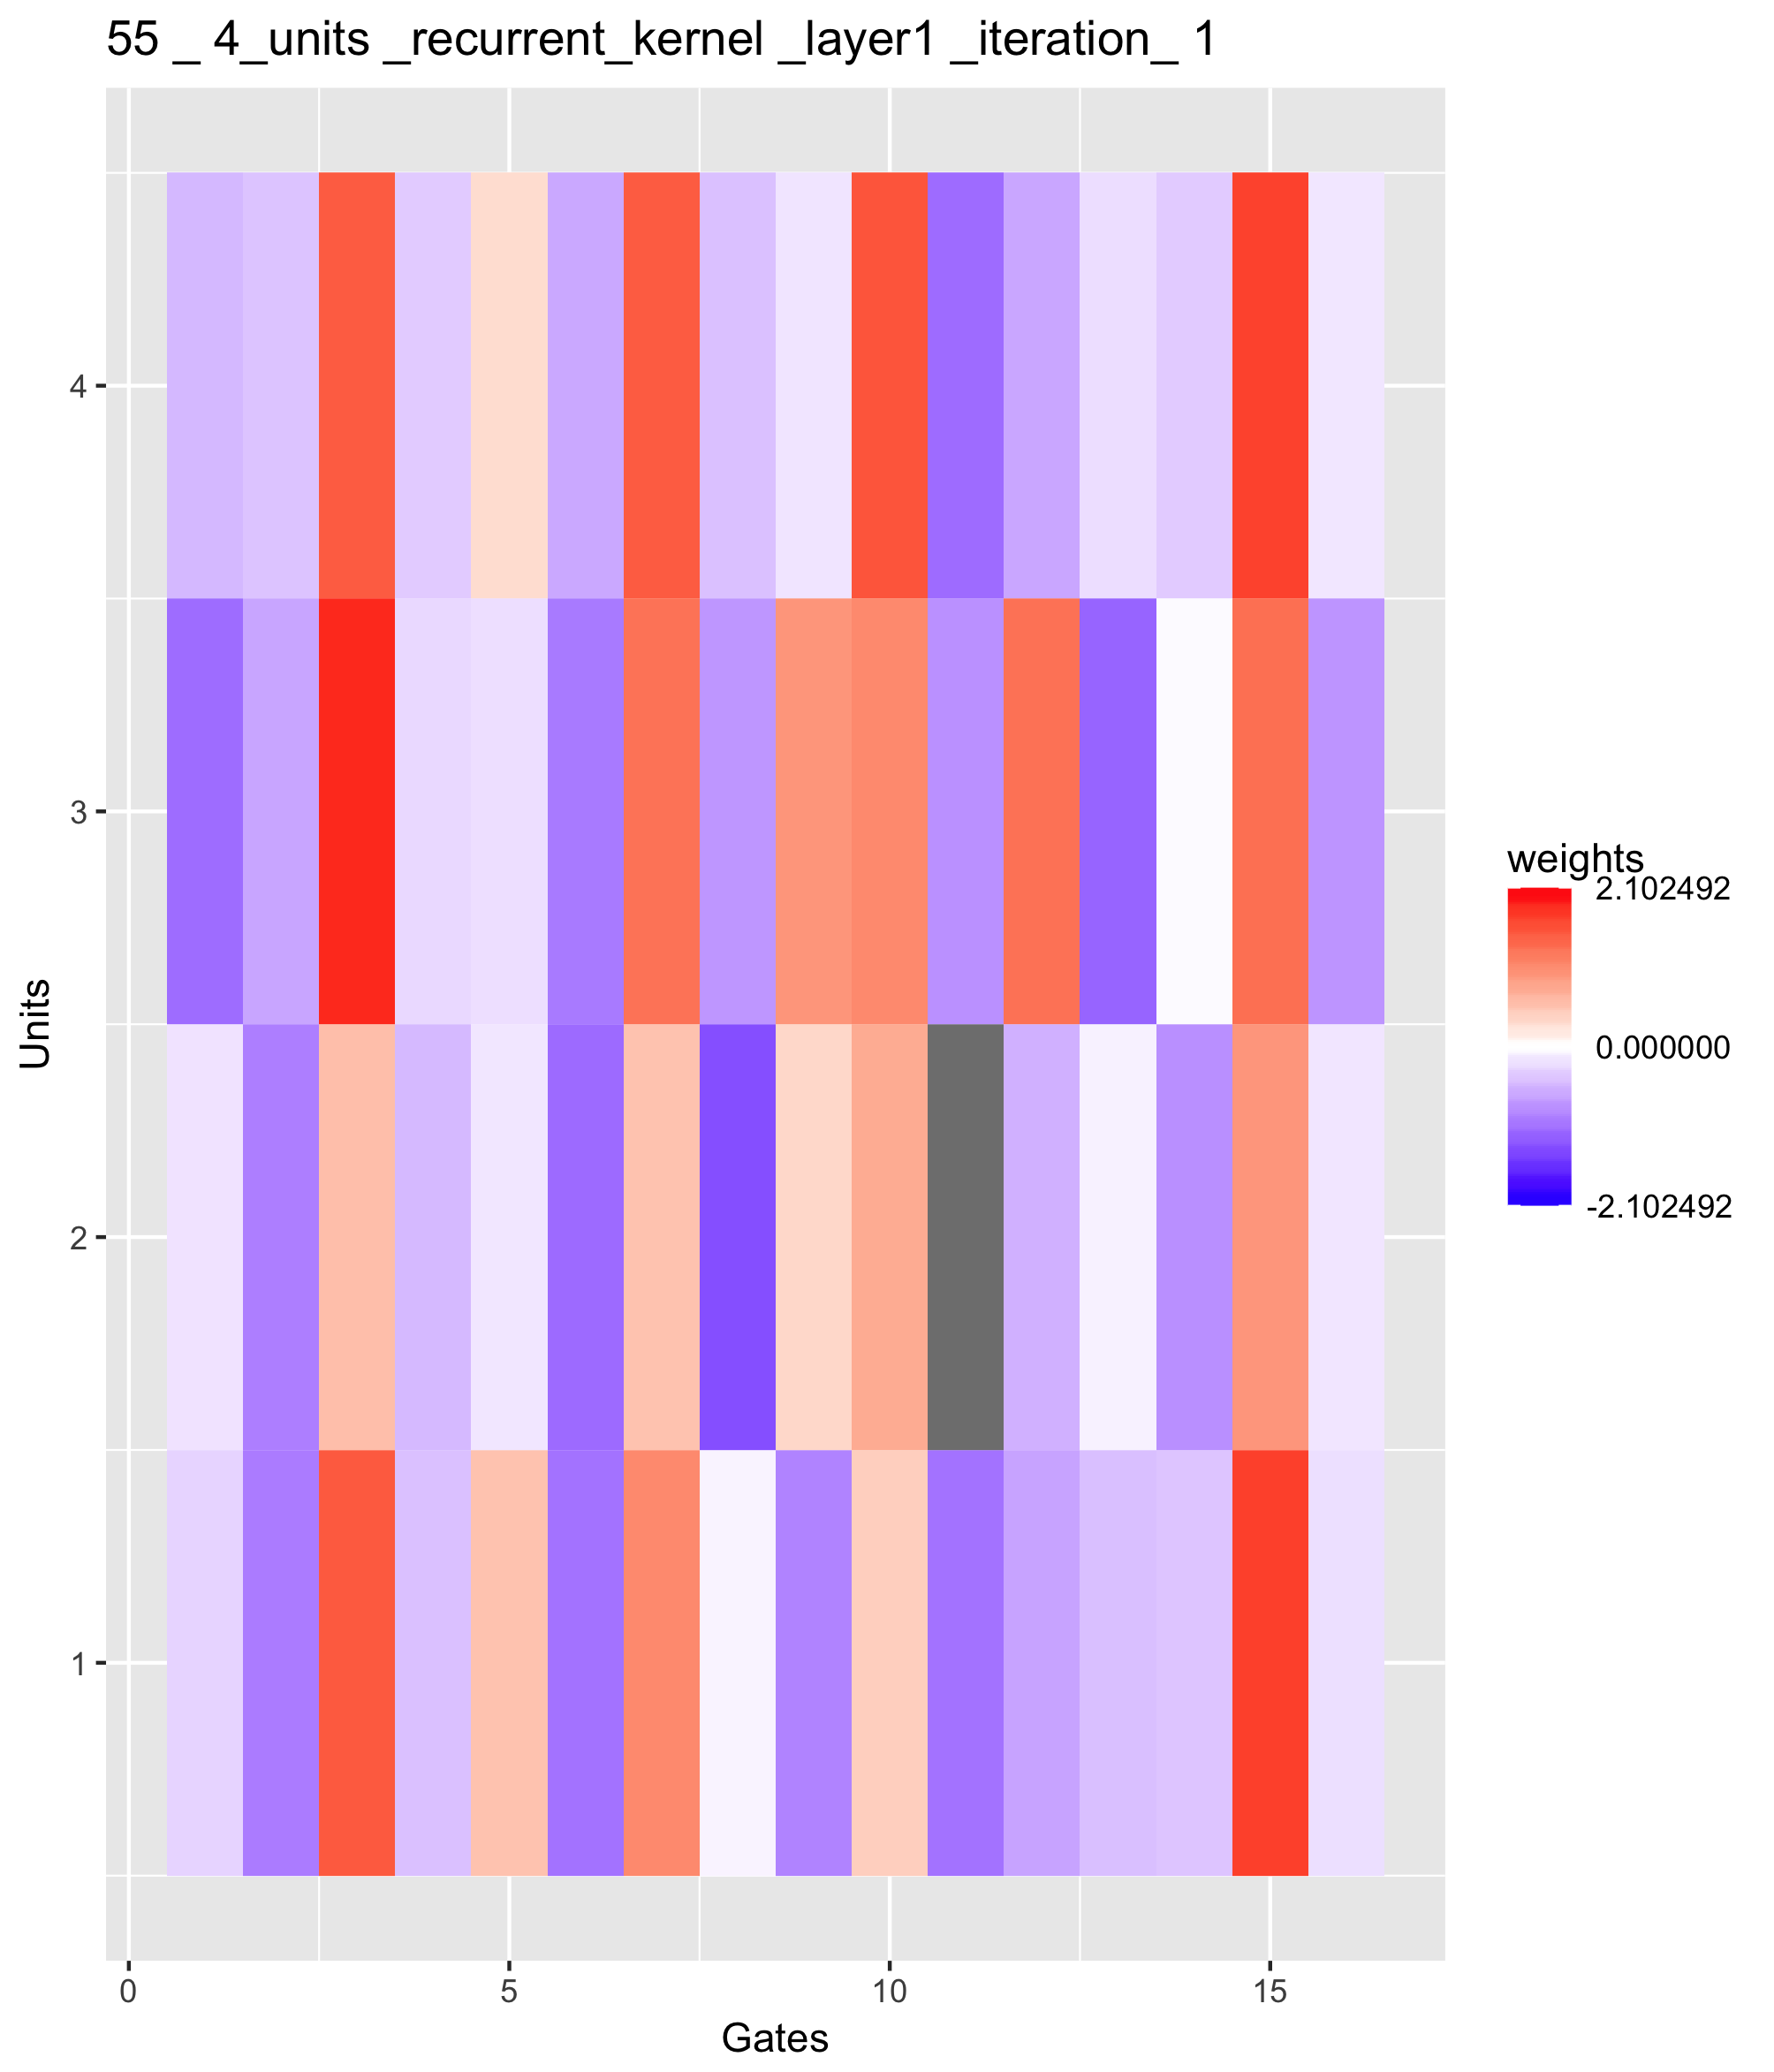 55 _ 4_units _recurrent_kernel _layer1 _iteration_ 1
4
3
2
1
Units
0
5
10
15
Gates
weights
2.102492
0.000000
-2.102492